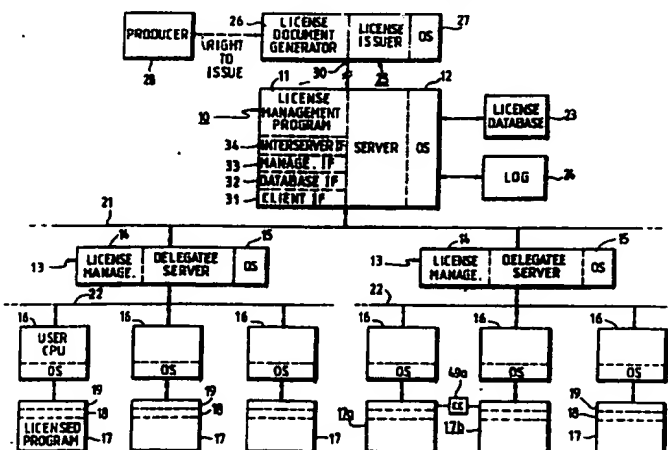 26
LICENSE DOCUMENT GENERATOR
LICENSE ISSUER
OS
27
PRODUCER
28
RIGHT TO ISSUE
30
25
11
12
10
LICENSE MANAGEMENT PROGRAM
SERVER
OS
34
INTERSERVER IF
33
MANAGE. IF
32
DATABASE IF
31
CLIENT IF
LICENSE DATABASE
23
LOG
24
21
14
15
13
LICENSE MANAGE.
DELEGATEE SERVER
OS
14
15
13
LICENSE MANAGE.
DELEGATEE SERVER
OS
22
22
16
16
16
16
16
16
USER CPU
OS
OS
OS
OS
OS
OS
19
18
LICENSED PROGRAM
17
19
18
17
17
17a
49a
CC
17b
19
18
17